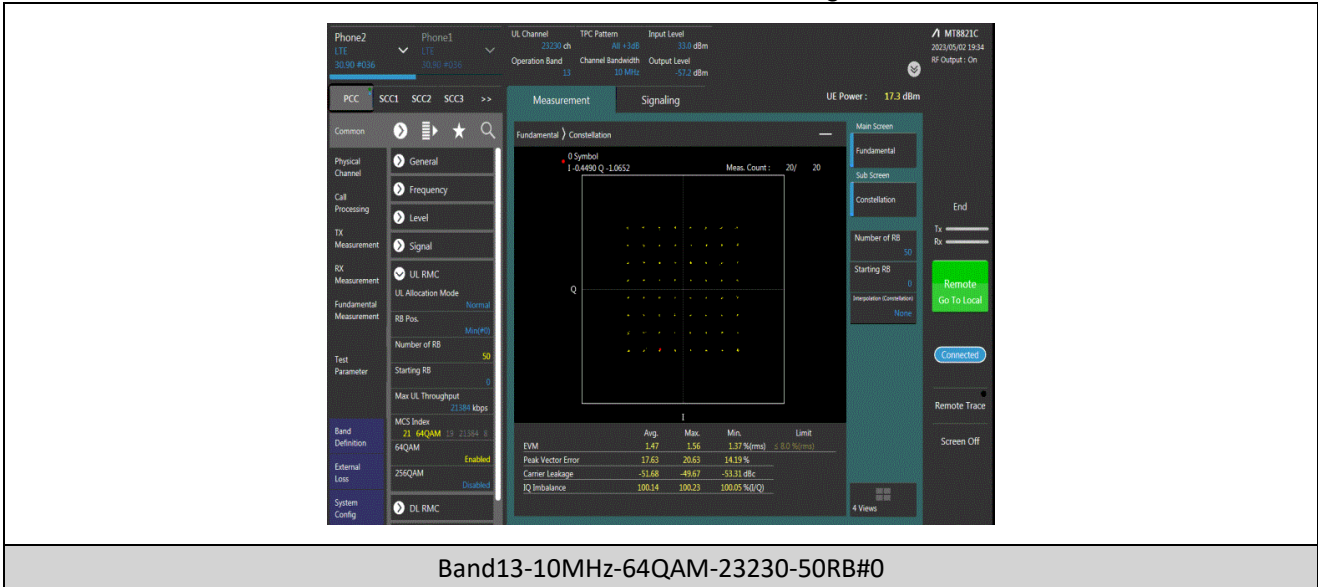 Phone2
LTE
30.90 #036
Phone1
LTE
30.90 #036
UL Channel
23230 ch
TPC Pattern
All +3dB
Input Level
33.0 dBm
Operation Band
13
Channel Bandwidth
10 MHz
Output Level
-57.2 dBm
MT8821C
2023/05/02 19:34
RF Output : On
PCC SCC1 SCC2 SCC3 >>
Measurement Signaling
UE Power : 17.3 dBm
Common
Physical
Channel
Call
Processing
TX
Measurement
RX
Measurement
Fundamental
Measurement
Test
Parameter
Band
Definition
External
Loss
System
Config
General
Frequency
Level
Signal
UL RMC
UL Allocation Mode
Normal
RB Pos.
Min(#0)
Number of RB
50
Starting RB
0
Max UL Throughput
21384 kbps
MCS Index
21 64QAM 19 21384 8
64QAM
Enabled
256QAM
Disabled
DL RMC
Fundamental 〉 Constellation
0 Symbol
I -0.4490 Q -1.0652
Meas. Count : 20/ 20
Q
I
Avg. Max. Min. Limit
EVM 1.47 1.56 1.37 %(rms) ≤ 8.0 %(rms)
Peak Vector Error 17.63 20.63 14.19 %
Carrier Leakage -51.68 -49.67 -53.31 dBc
IQ Imbalance 100.14 100.23 100.05 %(I/Q)
Main Screen
Fundamental
Sub Screen
Constellation
Number of RB
50
Starting RB
0
Interpolation (Constellation)
None
4 Views
End
Tx
Rx
Remote
Go To Local
Connected
Remote Trace
Screen Off
Band13-10MHz-64QAM-23230-50RB#0